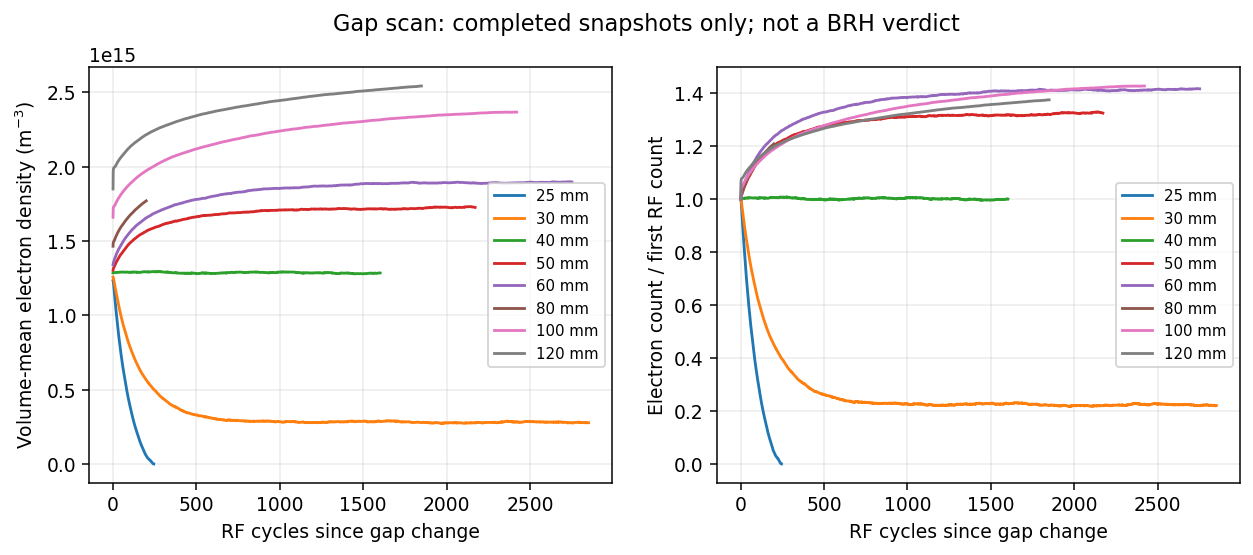 Gap scan: completed snapshots only; not a BRH verdict
1e15
Volume-mean electron density (m⁻³)
2.5
2.0
1.5
1.0
0.5
0.0
0
500
1000
1500
2000
2500
RF cycles since gap change
25 mm
30 mm
40 mm
50 mm
60 mm
80 mm
100 mm
120 mm
Electron count / first RF count
1.4
1.2
1.0
0.8
0.6
0.4
0.2
0.0
0
500
1000
1500
2000
2500
RF cycles since gap change
25 mm
30 mm
40 mm
50 mm
60 mm
80 mm
100 mm
120 mm